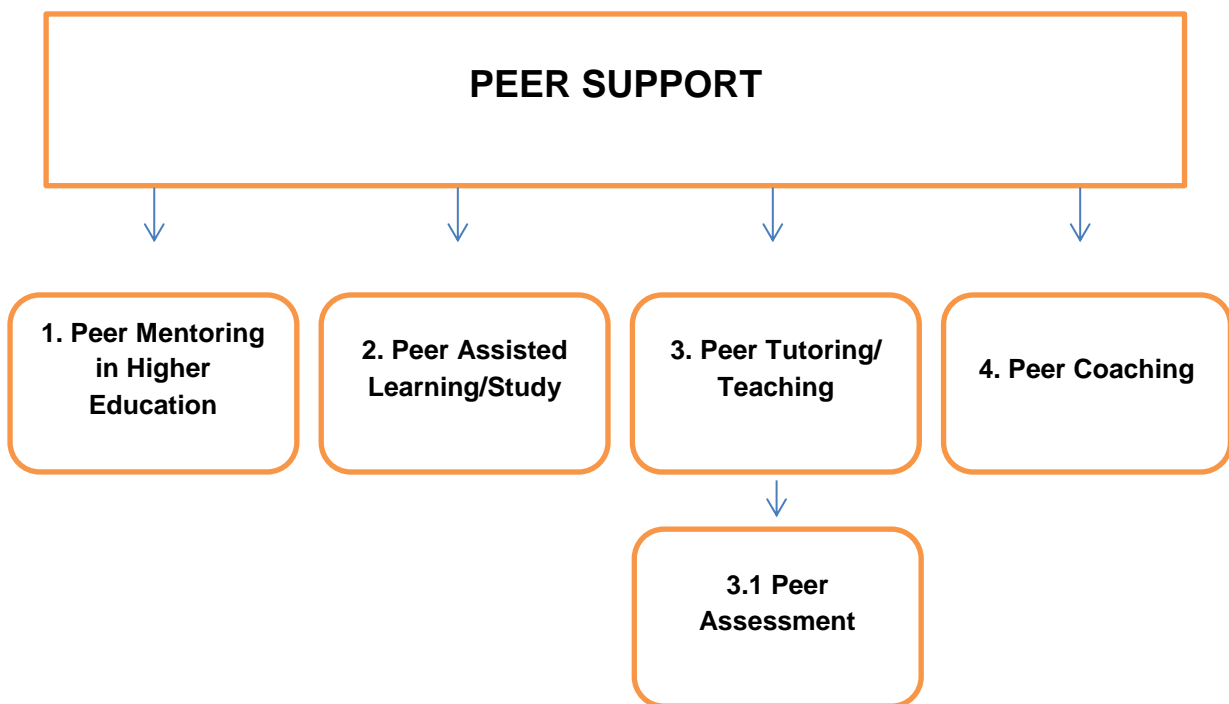 PEER SUPPORT
1. Peer Mentoring
in Higher
Education
2. Peer Assisted
Learning/Study
3. Peer Tutoring/
Teaching
4. Peer Coaching
3.1 Peer
Assessment